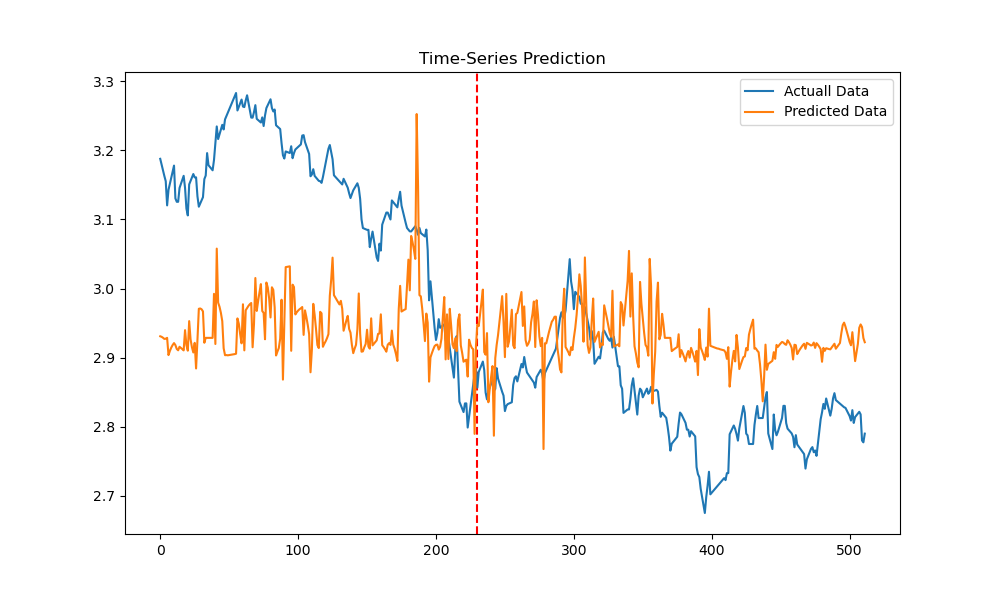 Time-Series Prediction
Actuall Data
Predicted Data
3.3
3.2
3.1
3.0
2.9
2.8
2.7
0 100 200 300 400 500